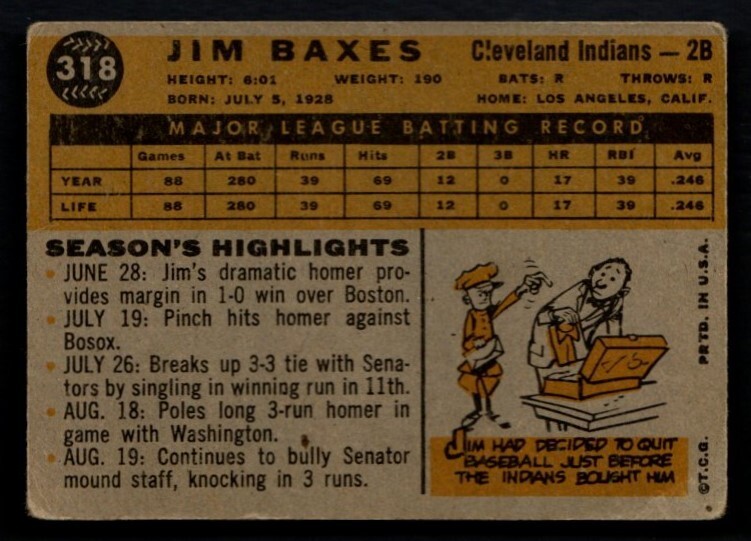 318
JIM BAXES
Cleveland Indians — 2B
HEIGHT: 6:01 WEIGHT: 190 BATS: R THROWS: R
BORN: JULY 5, 1928 HOME: LOS ANGELES, CALIF.
MAJOR LEAGUE BATTING RECORD
Games At Bat Runs Hits 2B 3B HR RBI Avg
YEAR 88 280 39 69 12 0 17 39 .246
LIFE 88 280 39 69 12 0 17 39 .246
SEASON'S HIGHLIGHTS
• JUNE 28: Jim's dramatic homer pro-
vides margin in 1-0 win over Boston.
• JULY 19: Pinch hits homer against
Bosox.
• JULY 26: Breaks up 3-3 tie with Sena-
tors by singling in winning run in 11th.
• AUG. 18: Poles long 3-run homer in
game with Washington.
• AUG. 19: Continues to bully Senator
mound staff, knocking in 3 runs.
JIM HAD DECIDED TO QUIT
BASEBALL JUST BEFORE
THE INDIANS BOUGHT HIM
©T.C.G. PRTD. IN U.S.A.